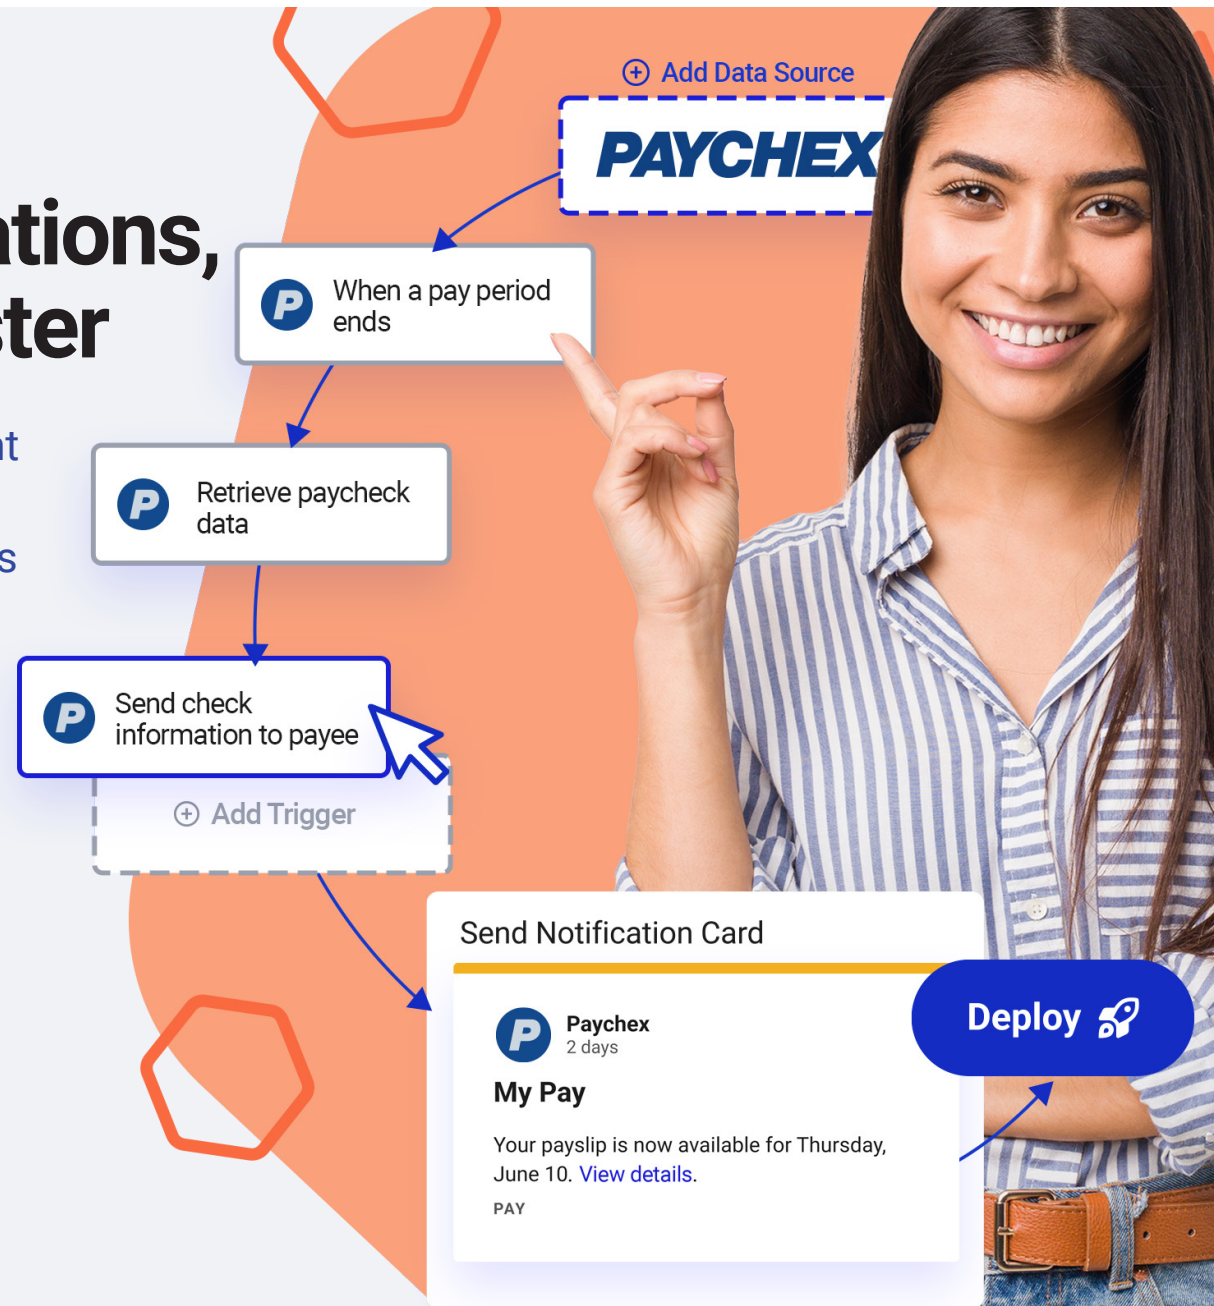 Add Data Source
PAYCHEX
When a pay period
ends
Retrieve paycheck
data
Send check
information to payee
Add Trigger
Send Notification Card
P
Paychex
2 days
My Pay
Your payslip is now available for Thursday,
June 10. View details.
PAY
Deploy